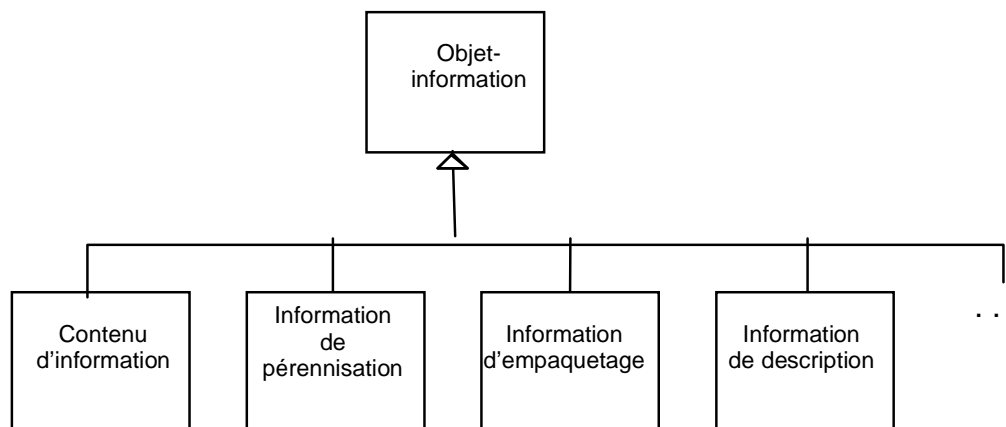 Objet-
information
Contenu
d’information
Information
de
pérennisation
Information
d’empaquetage
Information
de description
. .